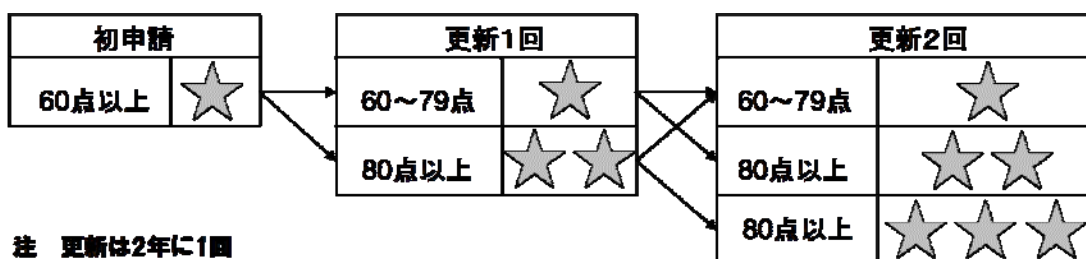 初申請
60点以上
更新1回
60～79点
80点以上
更新2回
60～79点
80点以上
80点以上
注 更新は2年に1回